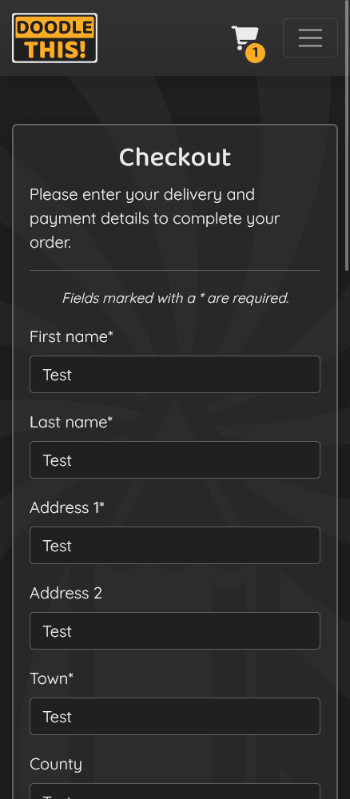 DOODLE
THIS!
1
Checkout
Please enter your delivery and
payment details to complete your
order.
Fields marked with a * are required.
First name*
Test
Last name*
Test
Address 1*
Test
Address 2
Test
Town*
Test
County